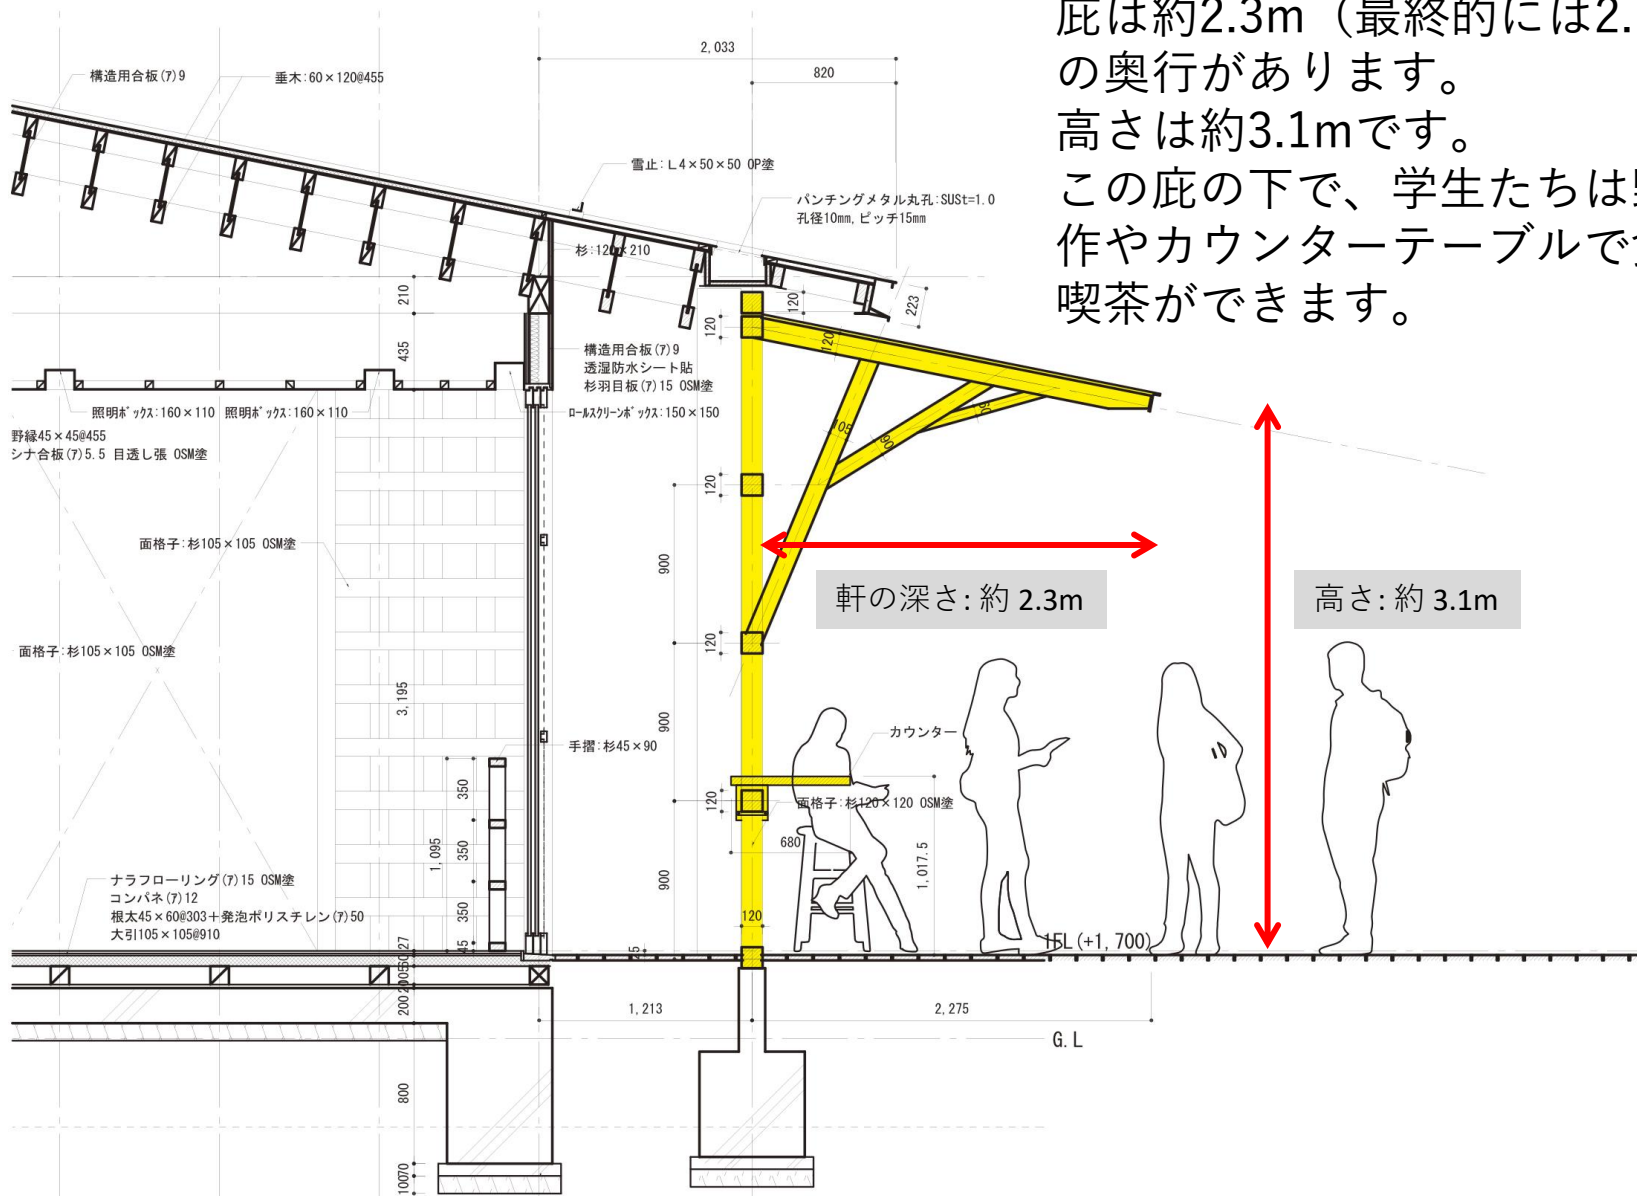 庇は約2.3m（最終的には2.
の奥行があります。
高さは約3.1mです。
この庇の下で、学生たちは
作やカウンターテーブルで
喫茶ができます。
2,033
820
構造用合板(ｱ)9
垂木:60×120@455
雪止:L4×50×50 OP塗
パンチングメタル丸孔:SUSt=1.0
孔径10mm,ピッチ15mm
杉:120×210
210
435
120
120
120
223
構造用合板(ｱ)9
透湿防水シート貼
杉羽目板(ｱ)15 OSM塗
ﾛｰﾙｽｸﾘｰﾝﾎﾞｯｸｽ:150×150
照明ﾎﾞｯｸｽ:160×110
照明ﾎﾞｯｸｽ:160×110
野縁45×45@455
シナ合板(ｱ)5.5 目透し張 OSM塗
105
90
60
120
面格子:杉105×105 OSM塗
900
軒の深さ: 約 2.3m
高さ: 約 3.1m
面格子:杉105×105 OSM塗
120
3,195
900
手摺:杉45×90
カウンター
350
120
面格子:杉120×120 OSM塗
680
1,095
350
1,017.5
900
ナラフローリング(ｱ)15 OSM塗
コンパネ(ｱ)12
根太45×60@303＋発泡ポリスチレン(ｱ)50
大引105×105@910
350
120
45
1FL(+1,700)
27
200
1,213
2,275
G.L
800
70
100